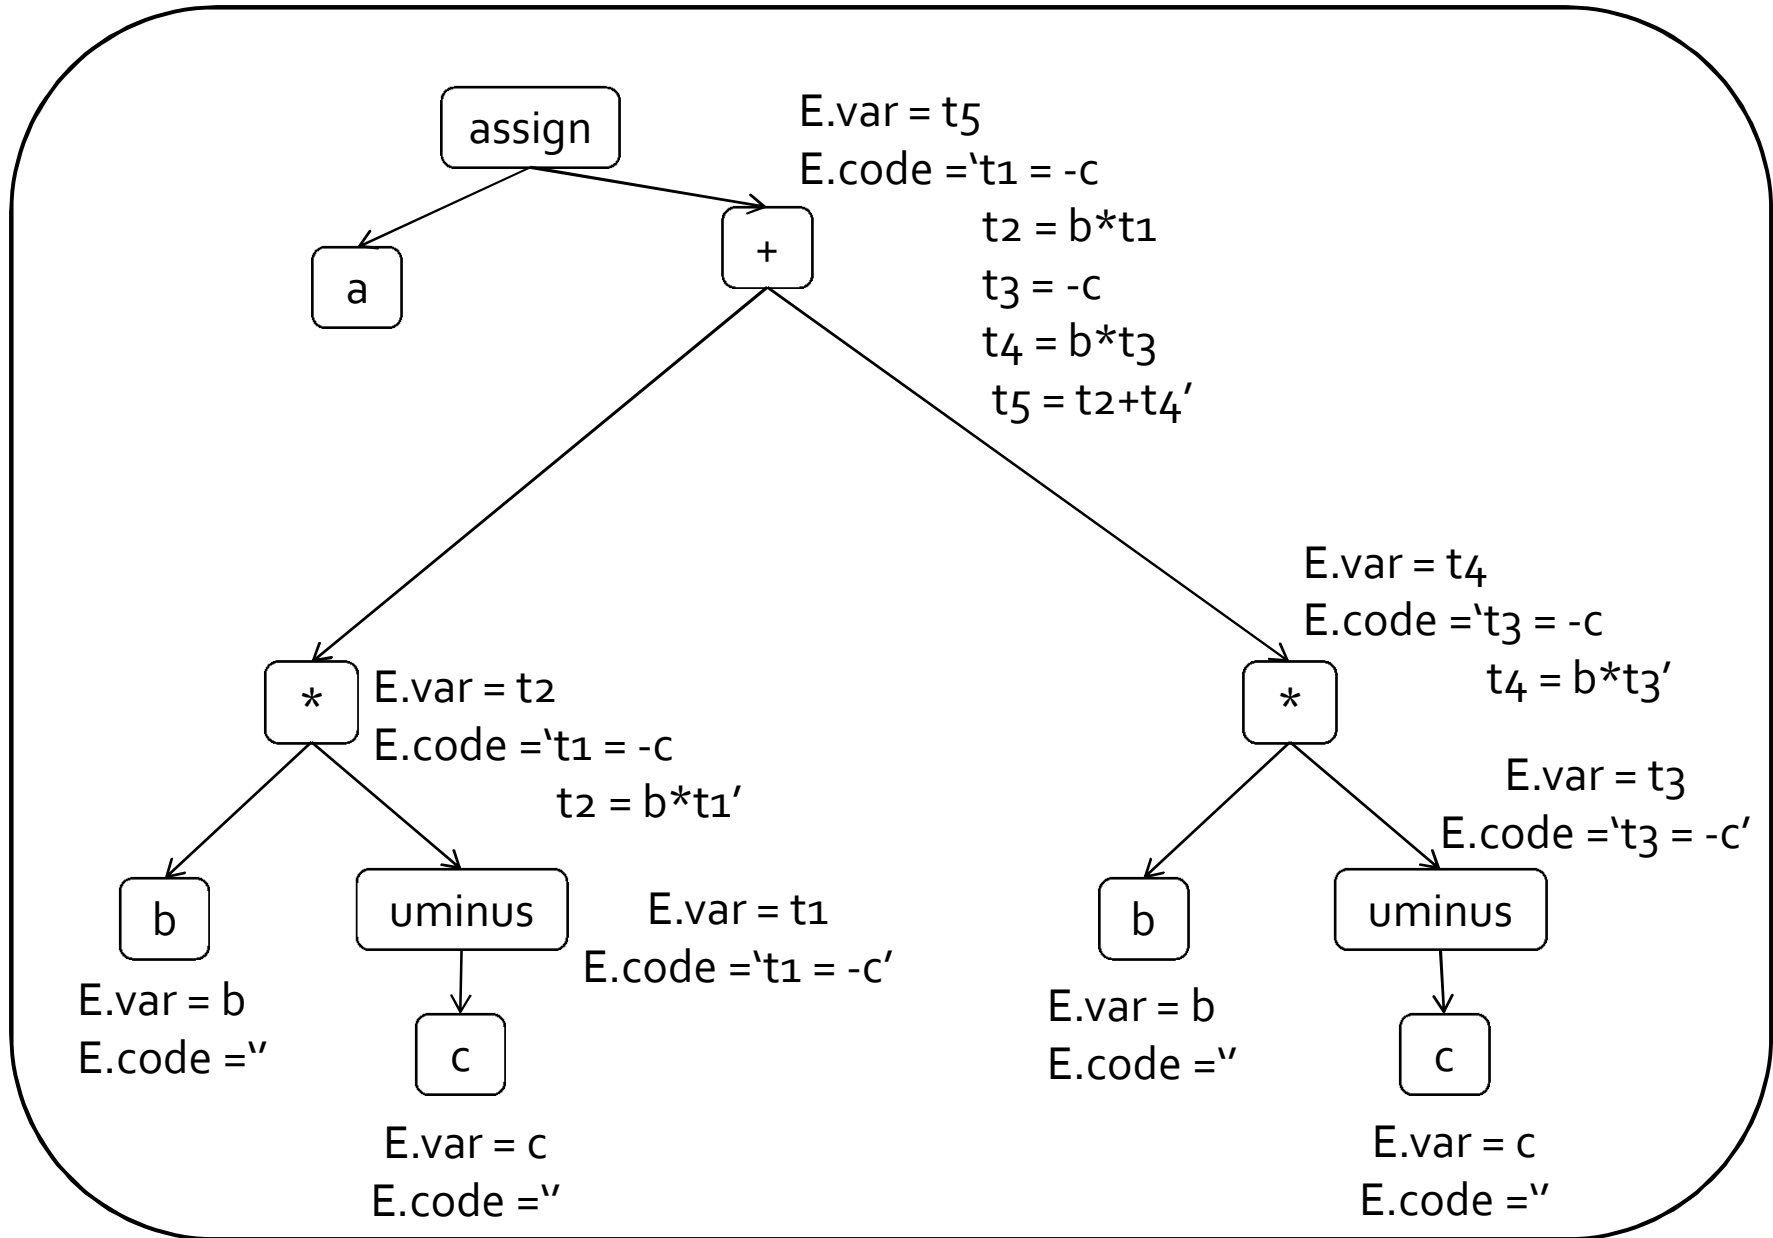 assign
E.var = t5
E.code =‘t1 = -c
t2 = b*t1
t3 = -c
t4 = b*t3
t5 = t2+t4’
a
+
E.var = t4
E.code =‘t3 = -c
t4 = b*t3’
*
E.var = t2
E.code =‘t1 = -c
t2 = b*t1’
*
E.var = t3
E.code =‘t3 = -c’
b
uminus
E.var = t1
E.code =‘t1 = -c’
b
uminus
E.var = b
E.code =‘’
c
E.var = b
E.code =‘’
c
E.var = c
E.code =‘’
E.var = c
E.code =‘’